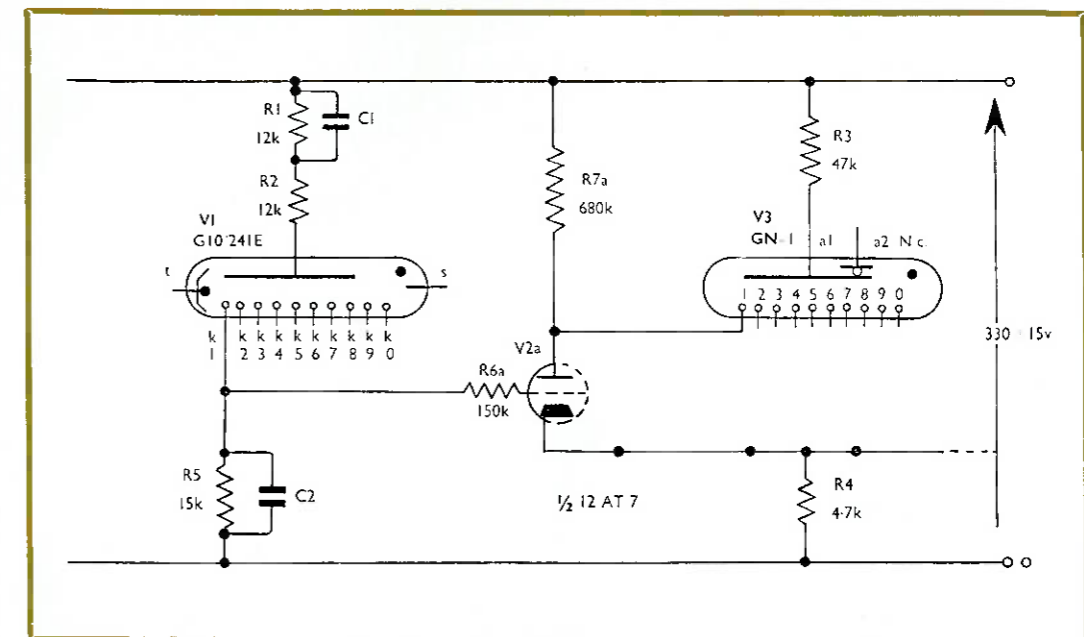 R1
12k
C1
R2
12k
V1
G10 241E
t
s
k k k k k k k k k k
1 2 3 4 5 6 7 8 9 0
R5
15k
C2
R6a
150k
R7a
680k
V2a
½ 12 AT 7
R3
47k
V3
GN-1 a1 a2 N c.
1 2 3 4 5 6 7 8 9 0
R4
4·7k
330 15v